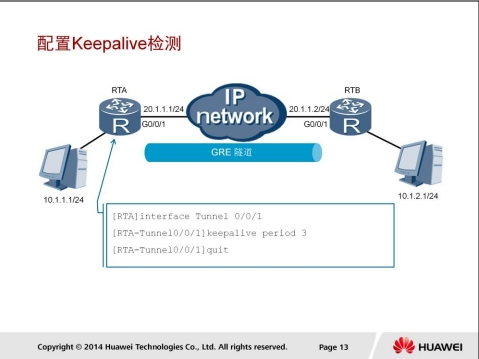 配置Keepalive检测
RTA
RTB
IP
network
20.1.1.1/24
20.1.1.2/24
G0/0/1
G0/0/1
R
R
GRE 隧道
10.1.1.1/24
10.1.2.1/24
[RTA]interface Tunnel 0/0/1
[RTA-Tunnel0/0/1]keepalive period 3
[RTA-Tunnel0/0/1]quit
Copyright © 2014 Huawei Technologies Co., Ltd. All rights reserved.
Page 13
HUAWEI